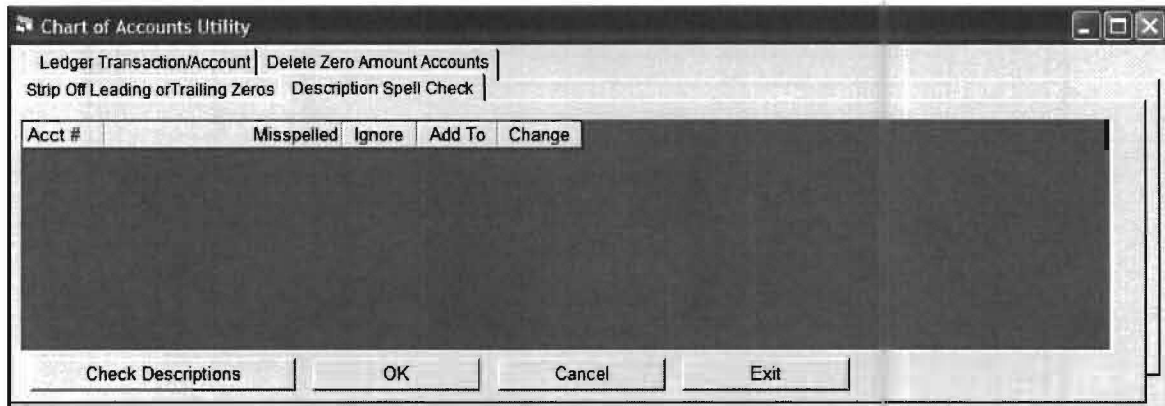 Chart of Accounts Utility
Ledger Transaction/Account Delete Zero Amount Accounts
Strip Off Leading orTrailing Zeros Description Spell Check
Acct # Misspelled Ignore Add To Change
Check Descriptions OK Cancel Exit